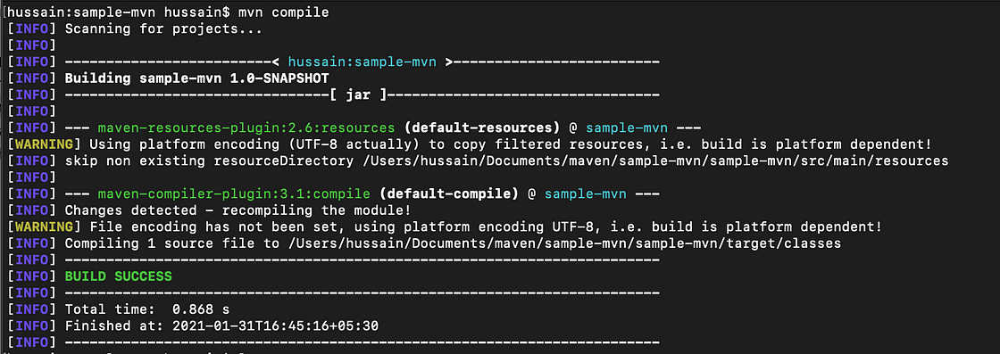 [hussain:sample-mvn hussain$ mvn compile
[INFO] Scanning for projects...
[INFO]
[INFO] -------------------------< hussain:sample-mvn >-------------------------
[INFO] Building sample-mvn 1.0-SNAPSHOT
[INFO] --------------------------------[ jar ]---------------------------------
[INFO]
[INFO] --- maven-resources-plugin:2.6:resources (default-resources) @ sample-mvn ---
[WARNING] Using platform encoding (UTF-8 actually) to copy filtered resources, i.e. build is platform dependent!
[INFO] skip non existing resourceDirectory /Users/hussain/Documents/maven/sample-mvn/sample-mvn/src/main/resources
[INFO]
[INFO] --- maven-compiler-plugin:3.1:compile (default-compile) @ sample-mvn ---
[INFO] Changes detected - recompiling the module!
[WARNING] File encoding has not been set, using platform encoding UTF-8, i.e. build is platform dependent!
[INFO] Compiling 1 source file to /Users/hussain/Documents/maven/sample-mvn/sample-mvn/target/classes
[INFO] ------------------------------------------------------------------------
[INFO] BUILD SUCCESS
[INFO] ------------------------------------------------------------------------
[INFO] Total time:  0.868 s
[INFO] Finished at: 2021-01-31T16:45:16+05:30
[INFO] ------------------------------------------------------------------------